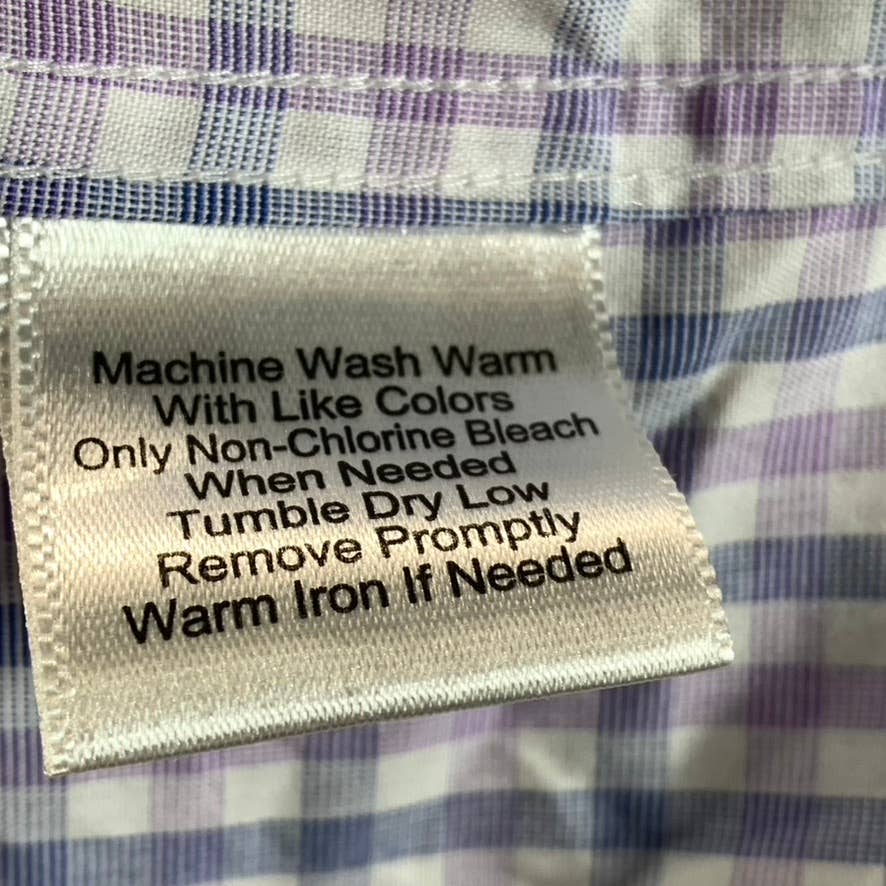 Machine Wash Warm
With Like Colors
Only Non-Chlorine Bleach
When Needed
Tumble Dry Low
Remove Promptly
Warm Iron If Needed